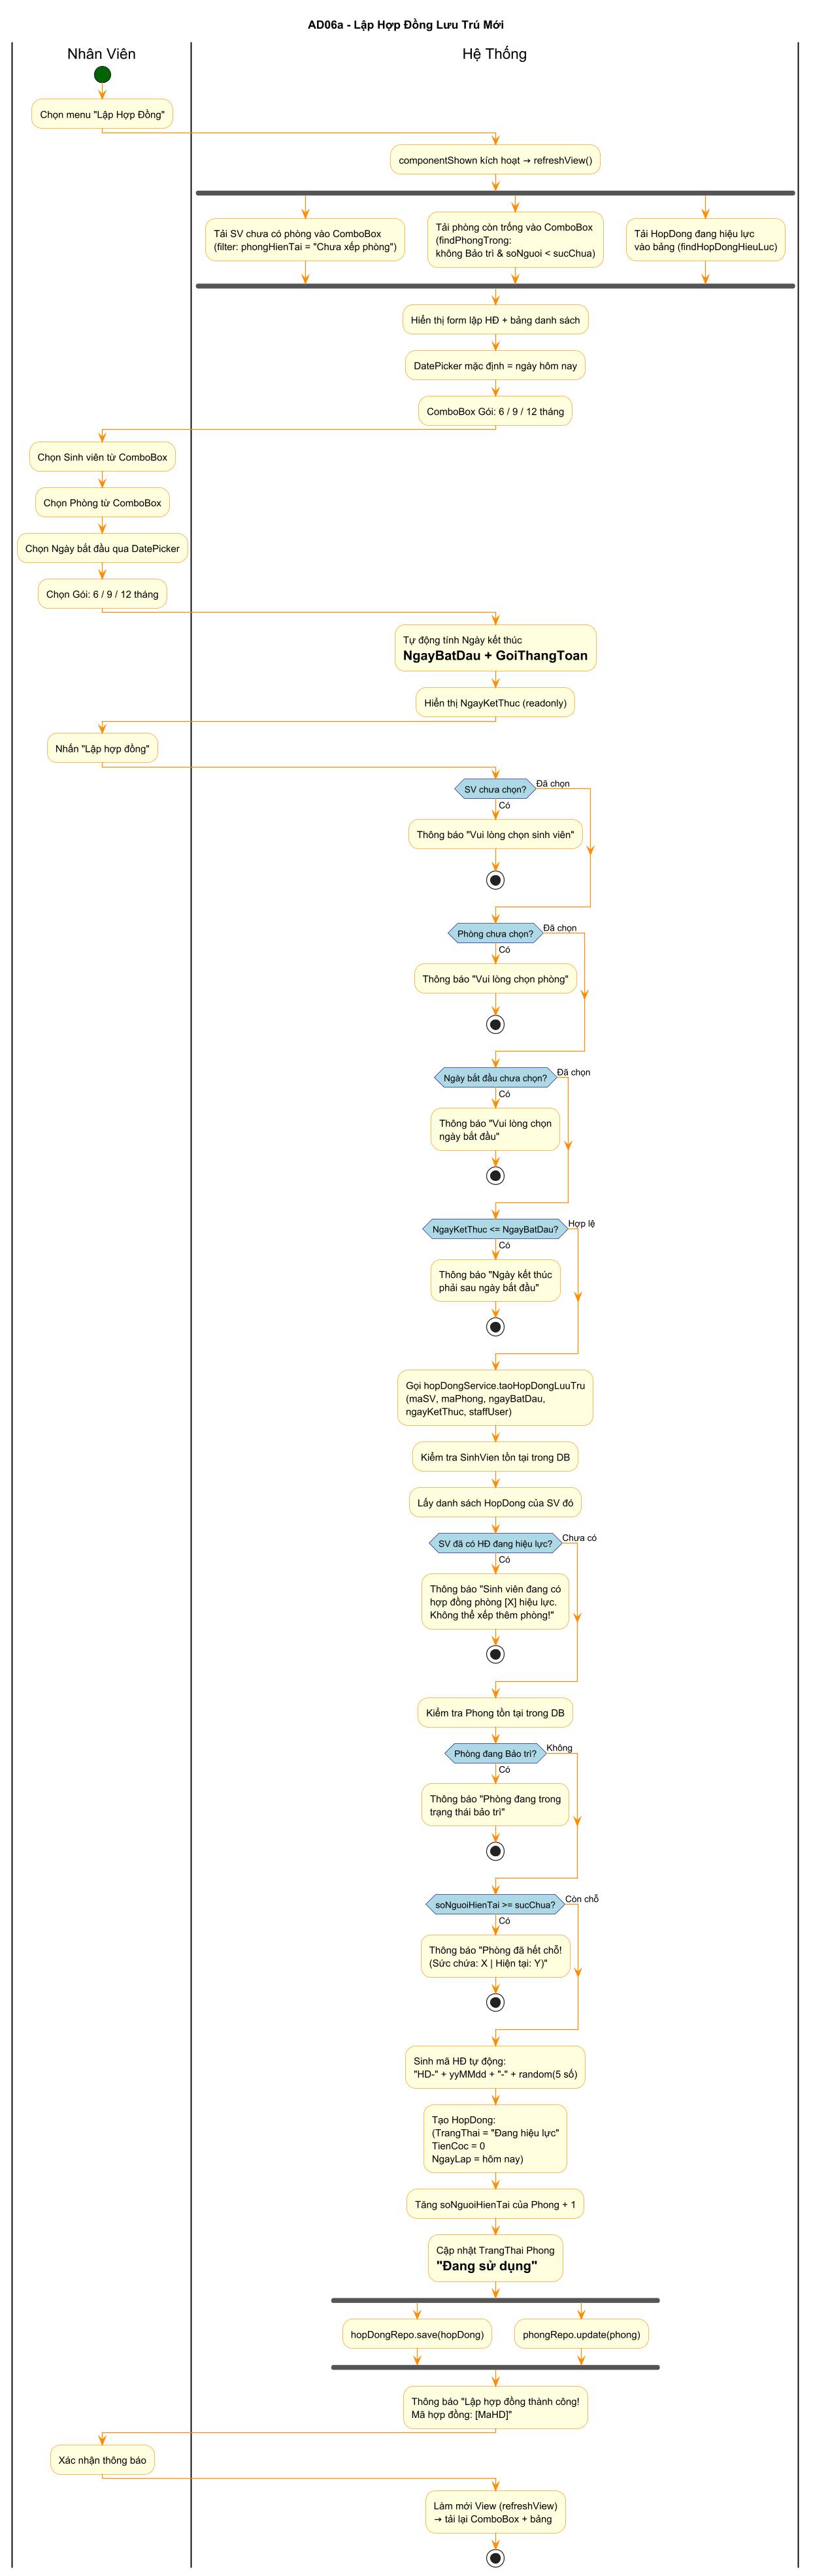 AD06a - Lập Hợp Đồng Lưu Trú Mới
Nhân Viên
Hệ Thống
Chọn menu "Lập Hợp Đồng"
componentShown kích hoạt → refreshView()
Tải SV chưa có phòng vào ComboBox
(filter: phongHienTai = "Chưa xếp phòng")
Tải phòng còn trống vào ComboBox
(findPhongTrong:
không Bảo trì & soNguoi < sucChua)
Tải HopDong đang hiệu lực
vào bảng (findHopDongHieuLuc)
Hiển thị form lập HĐ + bảng danh sách
DatePicker mặc định = ngày hôm nay
ComboBox Gói: 6 / 9 / 12 tháng
Chọn Sinh viên từ ComboBox
Chọn Phòng từ ComboBox
Chọn Ngày bắt đầu qua DatePicker
Chọn Gói: 6 / 9 / 12 tháng
Tự động tính Ngày kết thúc
NgayBatDau + GoiThangToan
Hiển thị NgayKetThuc (readonly)
Nhấn "Lập hợp đồng"
SV chưa chọn?
Đã chọn
Có
Thông báo "Vui lòng chọn sinh viên"
Phòng chưa chọn?
Đã chọn
Có
Thông báo "Vui lòng chọn phòng"
Ngày bắt đầu chưa chọn?
Đã chọn
Có
Thông báo "Vui lòng chọn
ngày bắt đầu"
NgayKetThuc <= NgayBatDau?
Hợp lệ
Có
Thông báo "Ngày kết thúc
phải sau ngày bắt đầu"
Gọi hopDongService.taoHopDongLuuTru
(maSV, maPhong, ngayBatDau,
ngayKetThuc, staffUser)
Kiểm tra SinhVien tồn tại trong DB
Lấy danh sách HopDong của SV đó
SV đã có HĐ đang hiệu lực?
Chưa có
Có
Thông báo "Sinh viên đang có
hợp đồng phòng [X] hiệu lực.
Không thể xếp thêm phòng!"
Kiểm tra Phong tồn tại trong DB
Phòng đang Bảo trì?
Không
Có
Thông báo "Phòng đang trong
trạng thái bảo trì"
soNguoiHienTai >= sucChua?
Còn chỗ
Có
Thông báo "Phòng đã hết chỗ!
(Sức chứa: X | Hiện tại: Y)"
Sinh mã HĐ tự động:
"HD-" + yyMMdd + "-" + random(5 số)
Tạo HopDong:
(TrangThai = "Đang hiệu lực"
TienCoc = 0
NgayLap = hôm nay)
Tăng soNguoiHienTai của Phong + 1
Cập nhật TrangThai Phong
"Đang sử dụng"
hopDongRepo.save(hopDong)
phongRepo.update(phong)
Thông báo "Lập hợp đồng thành công!
Mã hợp đồng: [MaHD]"
Xác nhận thông báo
Làm mới View (refreshView)
→ tải lại ComboBox + bảng